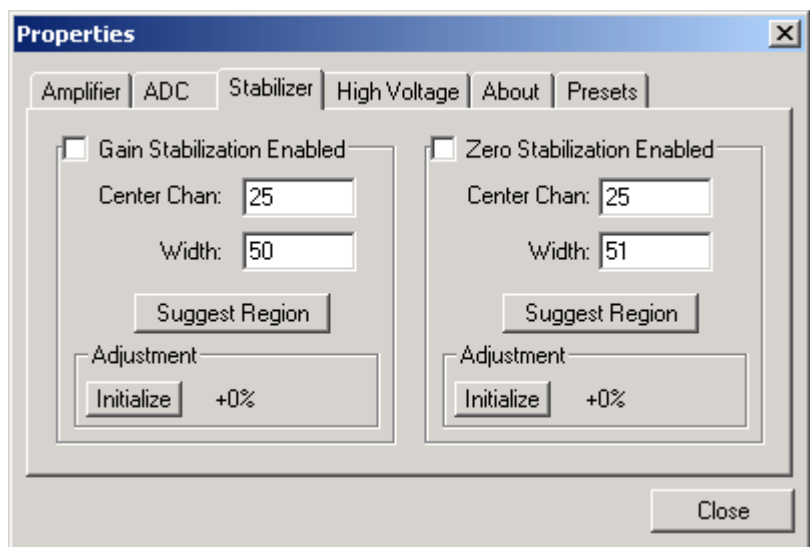 Properties
Amplifier ADC Stabilizer High Voltage About Presets
Gain Stabilization Enabled
Center Chan: 25
Width: 50
Suggest Region
Adjustment
Initialize +0%
Zero Stabilization Enabled
Center Chan: 25
Width: 51
Suggest Region
Adjustment
Initialize +0%
Close